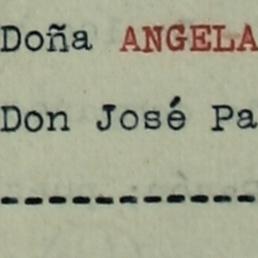 Doña ANGELA
Don José Pa
----------